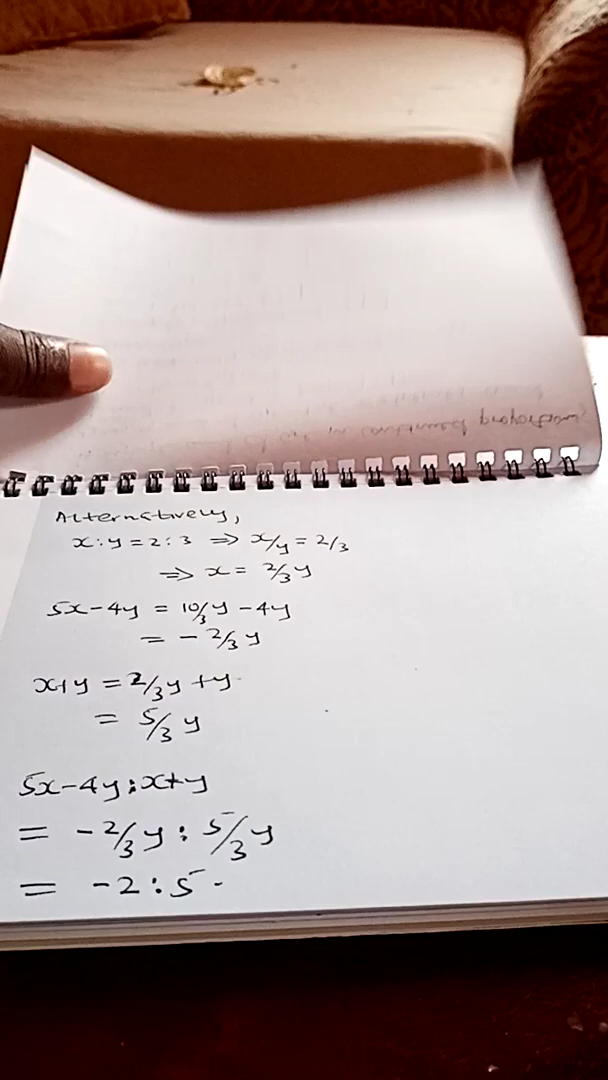 Alternatively,
x:y = 2:3 ⇒ x/y = 2/3
⇒ x = 2/3 y
5x-4y = 10/3 y - 4y
= - 2/3 y
x+y = 2/3 y + y
= 5/3 y
5x-4y : x+y
= -2/3 y : 5/3 y
= -2 : 5.